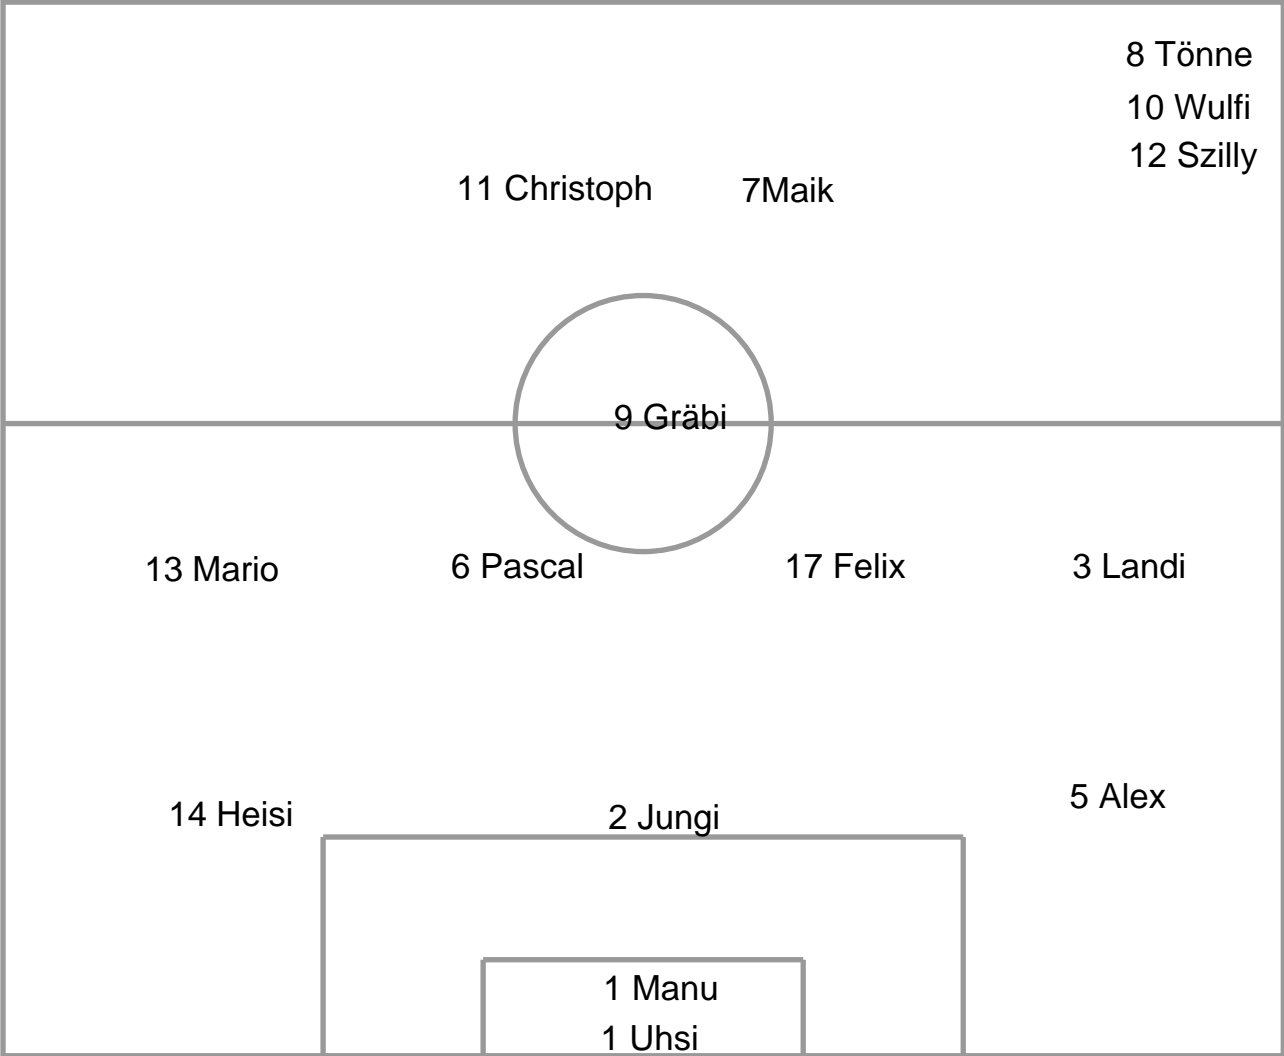 8 Tönne
10 Wulfi
12 Szilly
11 Christoph
7Maik
9 Gräbi
13 Mario
6 Pascal
17 Felix
3 Landi
14 Heisi
2 Jungi
5 Alex
1 Manu
1 Uhsi